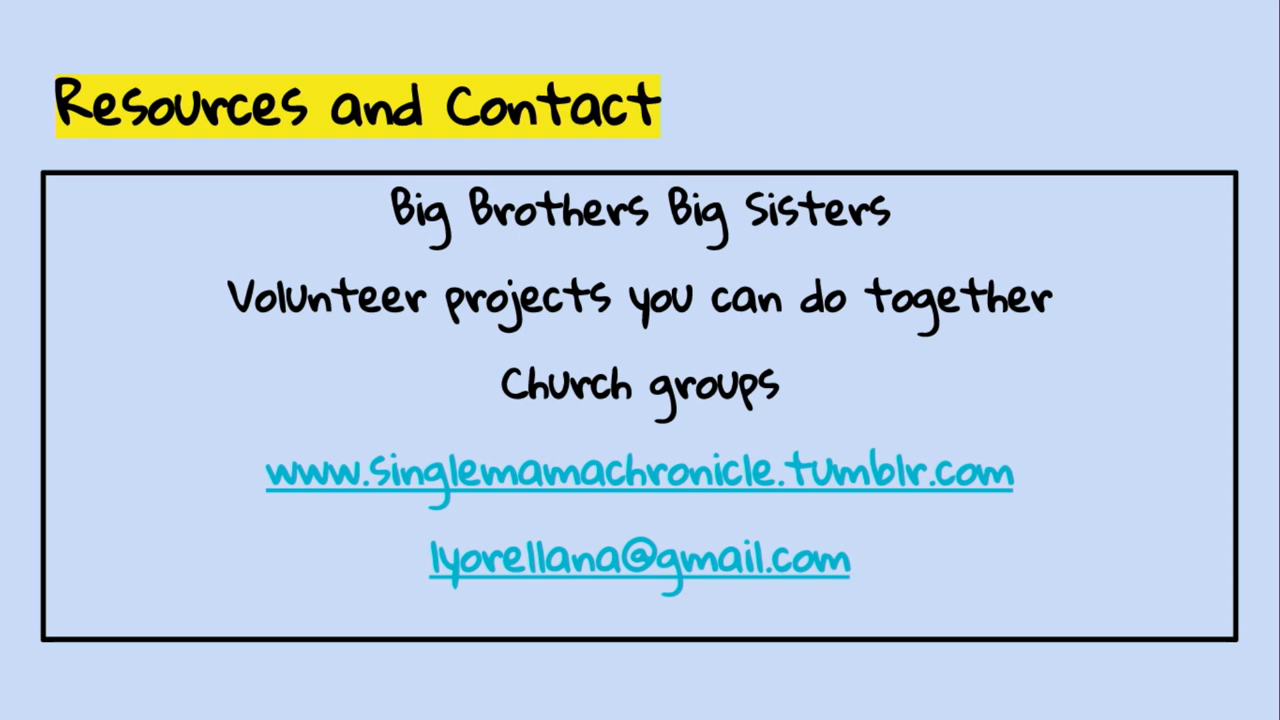 Resources and Contact
Big Brothers Big Sisters
Volunteer projects you can do together
Church groups
www.singlemamachronicle.tumblr.com
lyorellana@gmail.com